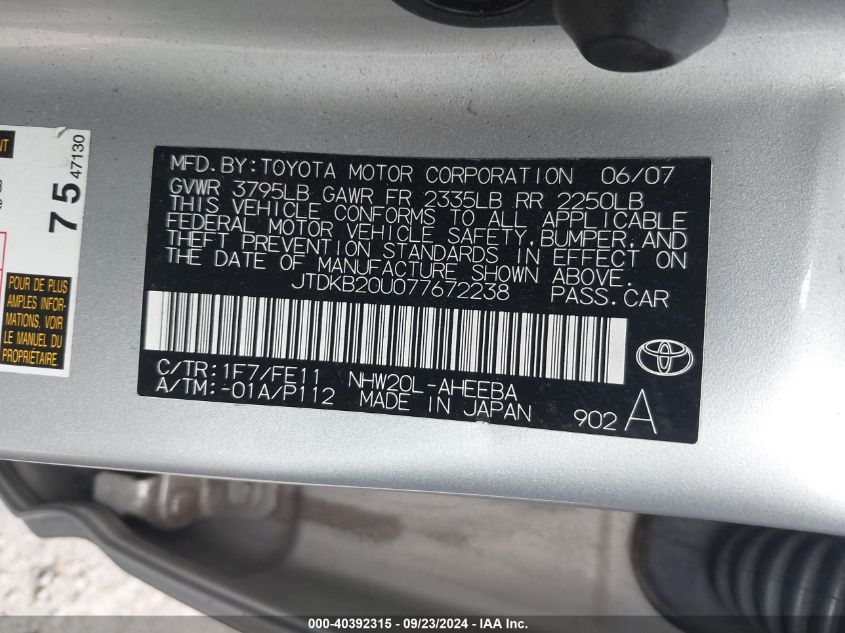 NT
75
47130
POUR DE PLUS
AMPLES INFOR-
MATIONS, VOIR
LE MANUEL DU
PROPRIÉTAIRE.
MFD. BY: TOYOTA MOTOR CORPORATION 06/07
GVWR 3795LB GAWR FR 2335LB RR 2250LB
THIS VEHICLE CONFORMS TO ALL APPLICABLE
FEDERAL MOTOR VEHICLE SAFETY, BUMPER, AND
THEFT PREVENTION STANDARDS IN EFFECT ON
THE DATE OF MANUFACTURE SHOWN ABOVE.
JTDKB20U077672238 PASS. CAR
C/TR: 1F7/FE11 NHW20L-AHEEBA
A/TM: -01A/P112 MADE IN JAPAN 902 A
000-40392315 / 09/23/2024 - IAA Inc.